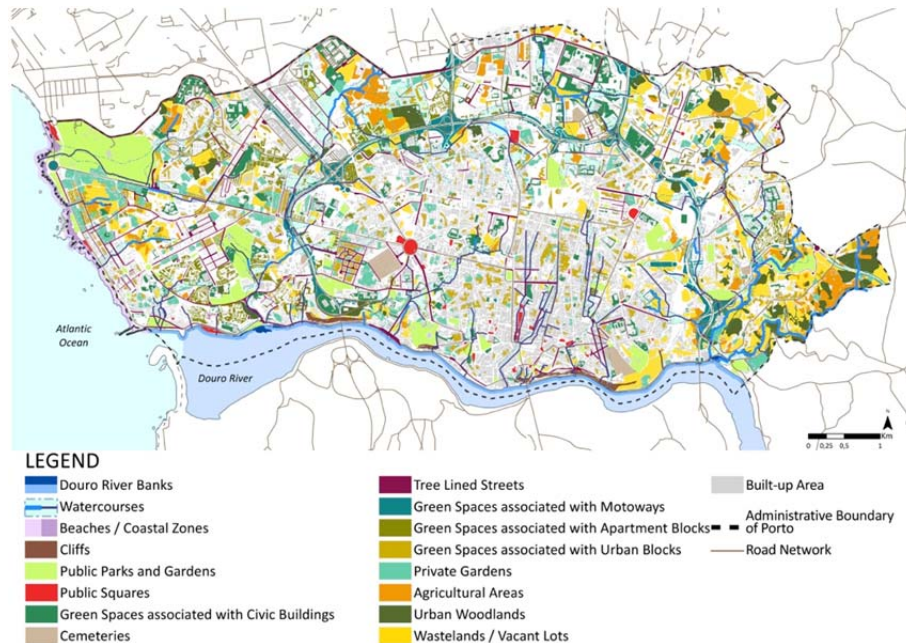 Atlantic
Ocean
Douro River
N
Km
0 0,25 0,5 1
LEGEND
Douro River Banks
Watercourses
Beaches / Coastal Zones
Cliffs
Public Parks and Gardens
Public Squares
Green Spaces associated with Civic Buildings
Cemeteries
Tree Lined Streets
Green Spaces associated with Motoways
Green Spaces associated with Apartment Blocks
Green Spaces associated with Urban Blocks
Private Gardens
Agricultural Areas
Urban Woodlands
Wastelands / Vacant Lots
Built-up Area
Administrative Boundary
of Porto
Road Network